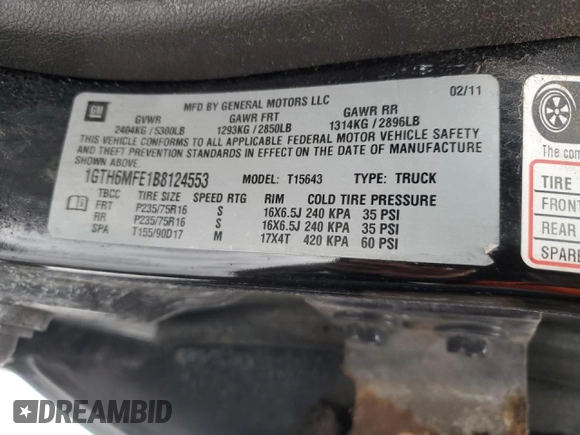 GM
MFD BY GENERAL MOTORS LLC
02/11
GVWR GAWR FRT GAWR RR
2404KG / 5300LB 1293KG / 2850LB 1314KG / 2896LB
THIS VEHICLE CONFORMS TO ALL APPLICABLE FEDERAL MOTOR VEHICLE SAFETY
AND THEFT PREVENTION STANDARDS IN EFFECT ON THE DATE OF MANUFACTURE
SHOWN ABOVE.
1GTH6MFE1B8124553 MODEL: T15643 TYPE: TRUCK
TBCC TIRE SIZE SPEED RTG RIM COLD TIRE PRESSURE
FRT P235/75R16 S 16X6.5J 240 KPA 35 PSI
RR P235/75R16 S 16X6.5J 240 KPA 35 PSI
SPA T155/90D17 M 17X4T 420 KPA 60 PSI
The com
TIRE
FRONT
REAR
SPARE
DREAMBID